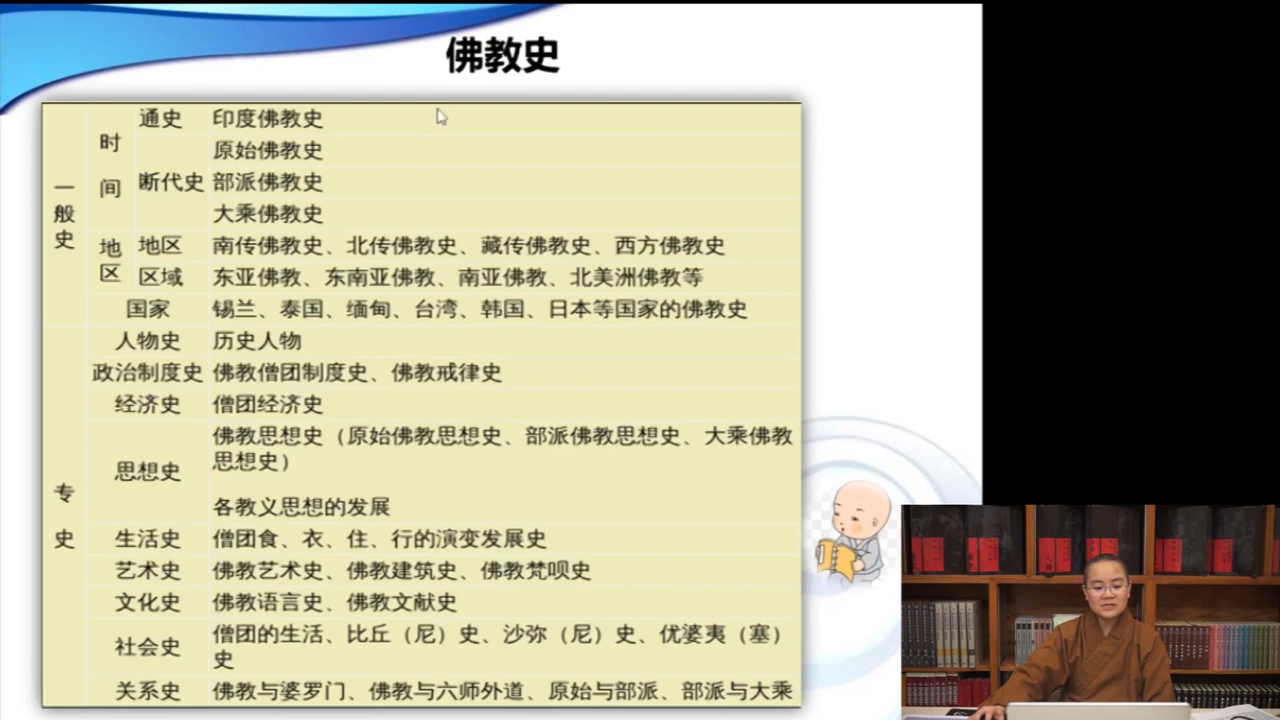 佛教史
一般史
时间
通史 印度佛教史
断代史
原始佛教史
部派佛教史
大乘佛教史
地区
地区 南传佛教史、北传佛教史、藏传佛教史、西方佛教史
区域 东亚佛教、东南亚佛教、南亚佛教、北美洲佛教等
国家 锡兰、泰国、缅甸、台湾、韩国、日本等国家的佛教史
专史
人物史 历史人物
政治制度史 佛教僧团制度史、佛教戒律史
经济史 僧团经济史
思想史
佛教思想史（原始佛教思想史、部派佛教思想史、大乘佛教
思想史）
各教义思想的发展
生活史 僧团食、衣、住、行的演变发展史
艺术史 佛教艺术史、佛教建筑史、佛教梵呗史
文化史 佛教语言史、佛教文献史
社会史
僧团的生活、比丘（尼）史、沙弥（尼）史、优婆夷（塞）
史
关系史 佛教与婆罗门、佛教与六师外道、原始与部派、部派与大乘